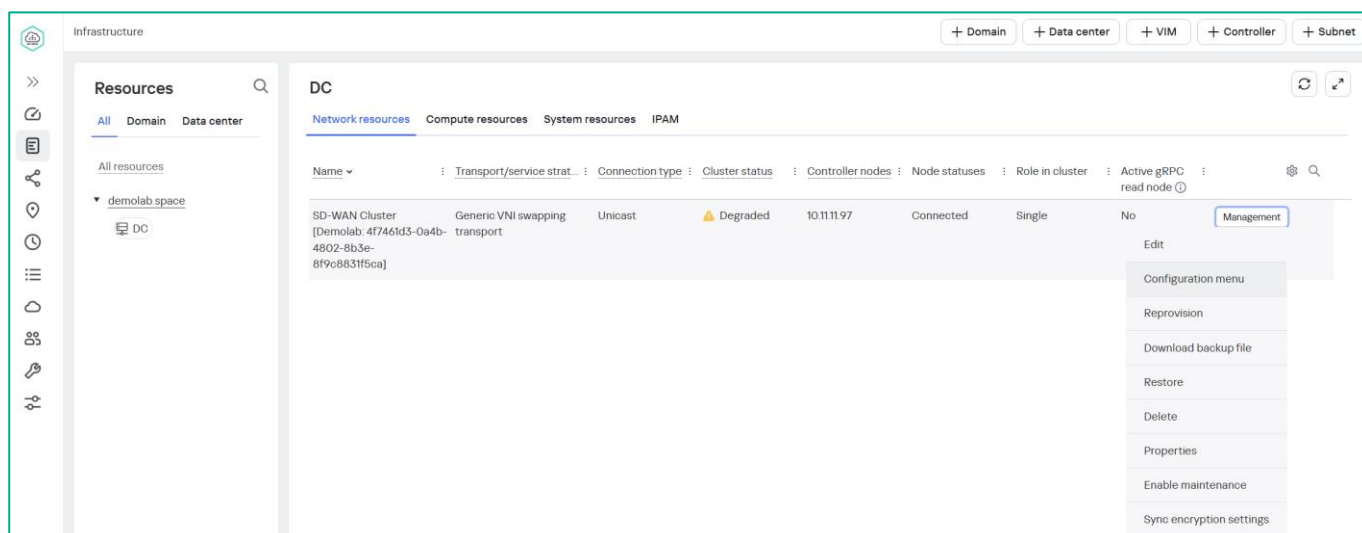 Infrastructure
+ Domain
+ Data center
+ VIM
+ Controller
+ Subnet
Resources
All Domain Data center
All resources
demolab.space
DC
DC
Network resources Compute resources System resources IPAM
Name Transport/service strat... Connection type Cluster status Controller nodes Node statuses Role in cluster Active gRPC
read node
SD-WAN Cluster Generic VNI swapping Unicast Degraded 10.11.11.97 Connected Single No Management
[Demolab: 4f7461d3-0a4b- transport
4802-8b3e-
8f9c8831f5ca]
Edit
Configuration menu
Reprovision
Download backup file
Restore
Delete
Properties
Enable maintenance
Sync encryption settings